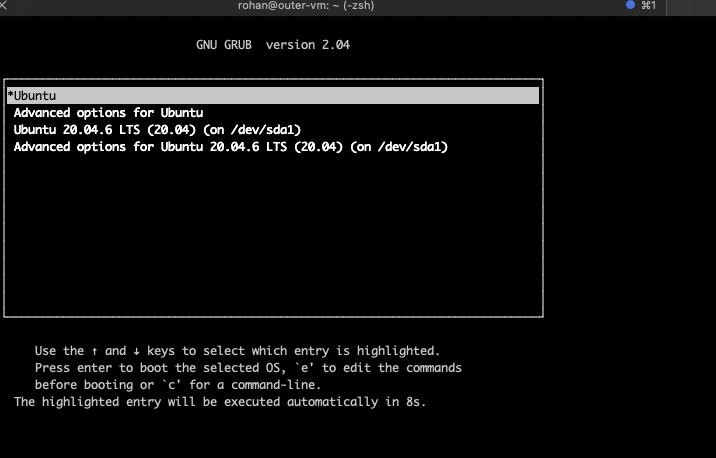 rohan@outer-vm: ~ (-zsh)
⌘1
GNU GRUB  version 2.04
*Ubuntu
Advanced options for Ubuntu
Ubuntu 20.04.6 LTS (20.04) (on /dev/sda1)
Advanced options for Ubuntu 20.04.6 LTS (20.04) (on /dev/sda1)
Use the ↑ and ↓ keys to select which entry is highlighted.
Press enter to boot the selected OS, `e' to edit the commands
before booting or `c' for a command-line.
The highlighted entry will be executed automatically in 8s.